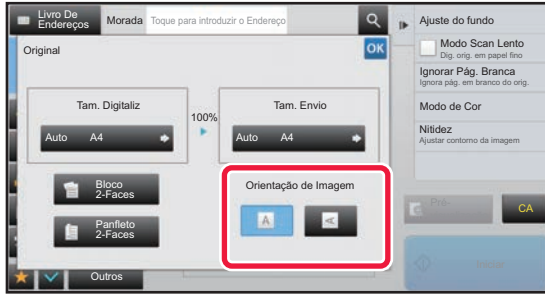 Livro De
Endereços
Morada
Toque para introduzir o Endereço
Original
OK
Tam. Digitaliz
100%
Tam. Envio
Auto A4
Auto A4
Bloco
2-Faces
Orientação de Imagem
A
A
Panfleto
2-Faces
Outros
Ajuste do fundo
Modo Scan Lento
Dig. orig. em papel fino
Ignorar Pág. Branca
Ignora pág. em branco do orig.
Modo de Cor
Nitidez
Ajustar contorno da imagem
Pré-
CA